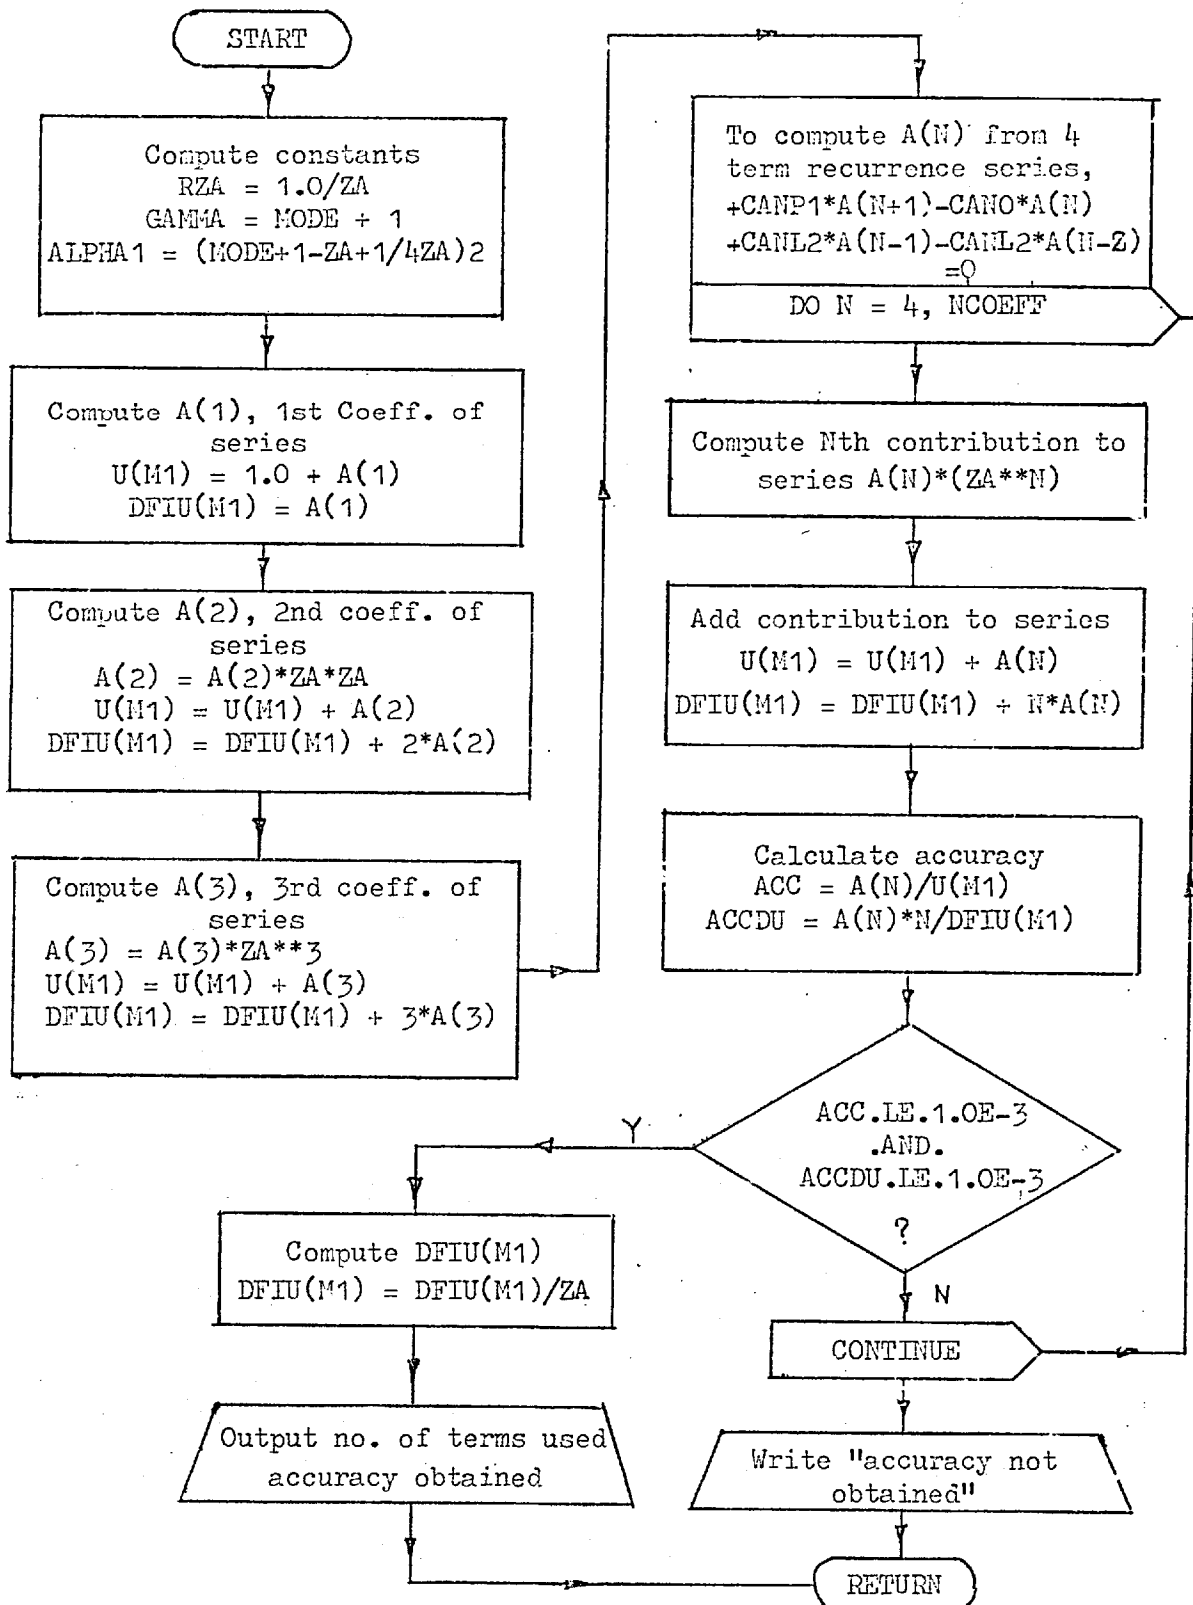 START
Compute constants
RZA = 1.0/ZA
GAMMA = MODE + 1
ALPHA1 = (MODE+1-ZA+1/4ZA)2
Compute A(1), 1st Coeff. of
series
U(M1) = 1.0 + A(1)
DFIU(M1) = A(1)
Compute A(2), 2nd coeff. of
series
A(2) = A(2)*ZA*ZA
U(M1) = U(M1) + A(2)
DFIU(M1) = DFIU(M1) + 2*A(2)
Compute A(3), 3rd coeff. of
series
A(3) = A(3)*ZA**3
U(M1) = U(M1) + A(3)
DFIU(M1) = DFIU(M1) + 3*A(3)
To compute A(N) from 4
term recurrence series,
+CANP1*A(N+1)-CANO*A(N)
+CANL2*A(N-1)-CANL2*A(N-Z)
=0
DO N = 4, NCOEFF
Compute Nth contribution to
series A(N)*(ZA**N)
Add contribution to series
U(M1) = U(M1) + A(N)
DFIU(M1) = DFIU(M1) + N*A(N)
Calculate accuracy
ACC = A(N)/U(M1)
ACCDU = A(N)*N/DFIU(M1)
ACC.LE.1.0E-3
.AND.
ACCDU.LE.1.0E-3
?
Y
N
Compute DFIU(M1)
DFIU(M1) = DFIU(M1)/ZA
CONTINUE
Output no. of terms used
accuracy obtained
Write "accuracy not
obtained"
RETURN